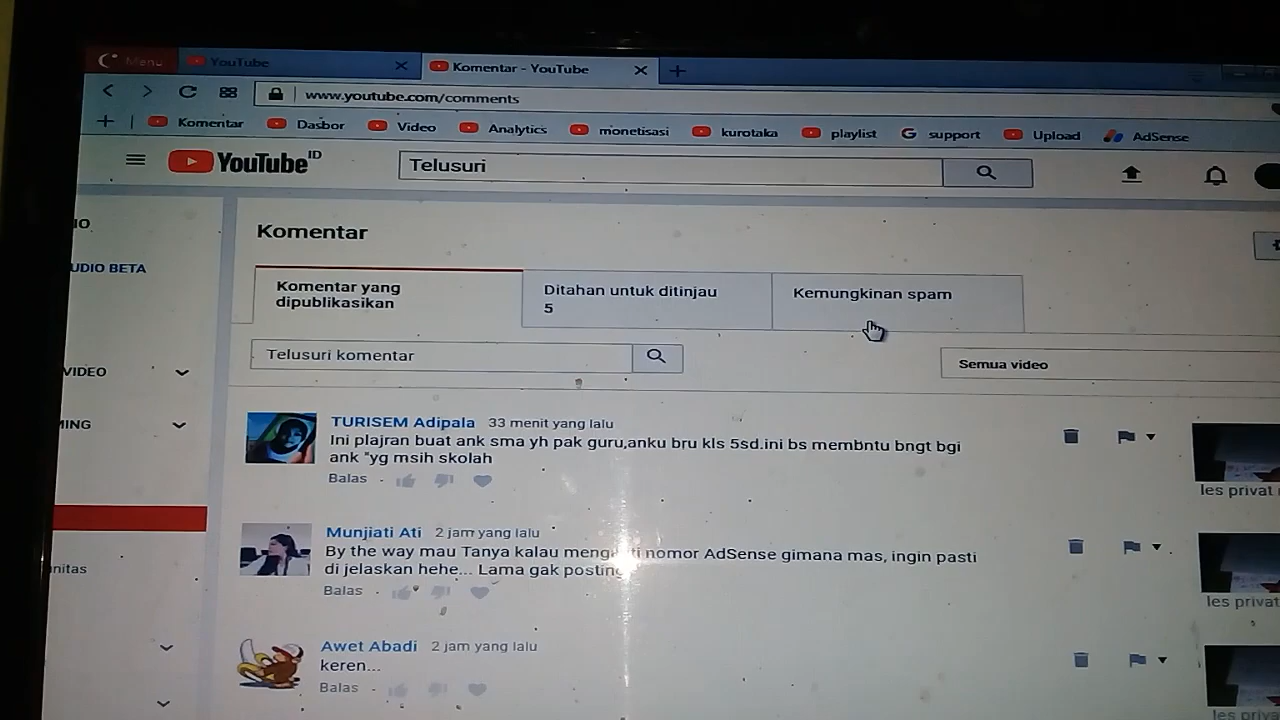 Menu
YouTube
Komentar - YouTube
www.youtube.com/comments
Komentar
Dasbor
Video
Analytics
monetisasi
kurotaka
playlist
support
Upload
AdSense
YouTube ID
Telusuri
IO
Komentar
UDIO BETA
Komentar yang
dipublikasikan
Ditahan untuk ditinjau
5
Kemungkinan spam
Telusuri komentar
Semua video
VIDEO
MING
TURISEM Adipala 33 menit yang lalu
Ini plajran buat ank sma yh pak guru,anku bru kls 5sd.ini bs membntu bngt bgi
ank "yg msih skolah
Balas
les privat
Munjiati Ati 2 jam yang lalu
By the way mau Tanya kalau nomor AdSense gimana mas, ingin pasti
di jelaskan hehe... Lama gak posting
Balas
les privat
nitas
Awet Abadi 2 jam yang lalu
keren...
Balas
les priva